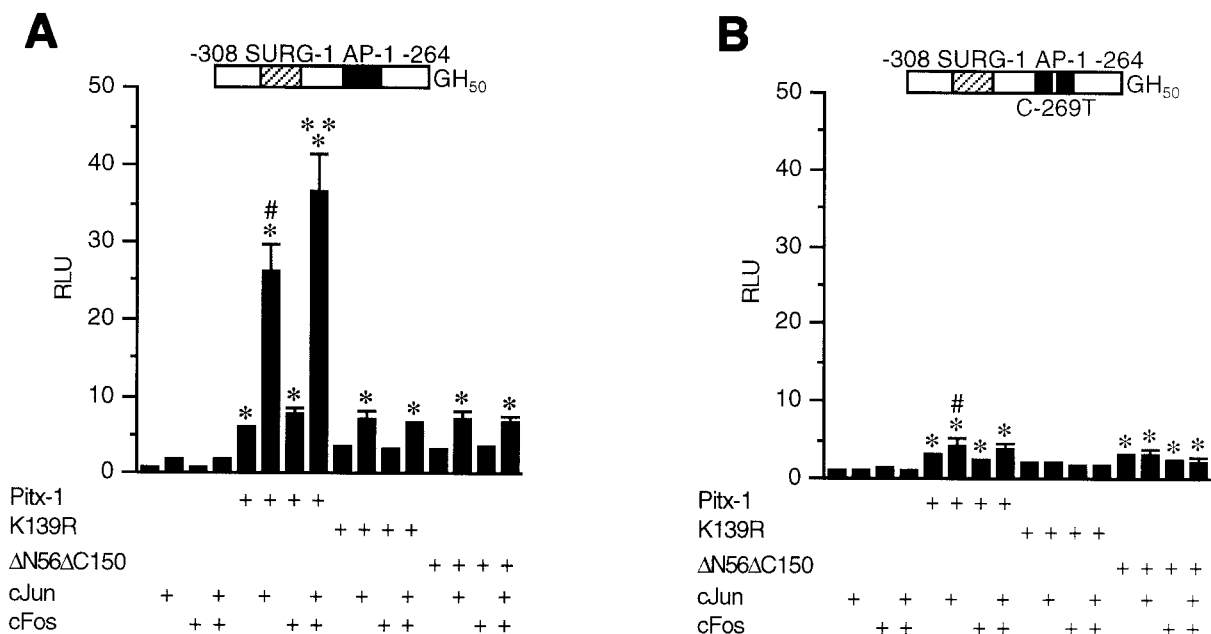 A
-308 SURG-1 AP-1 -264
GH50
50
40
30
20
10
0
RLU
* *
*
#
*
*
*
*
*
*
*
Pitx-1 + + + +
K139R + + + +
ΔN56ΔC150 + + + +
cJun + + + + + + + +
cFos + + + + + + + +
B
-308 SURG-1 AP-1 -264
GH50
C-269T
50
40
30
20
10
0
RLU
#
*
*
*
*
*
*
*
*
Pitx-1 + + + +
K139R + + + +
ΔN56ΔC150 + + + +
cJun + + + + + + + +
cFos + + + + + + + +